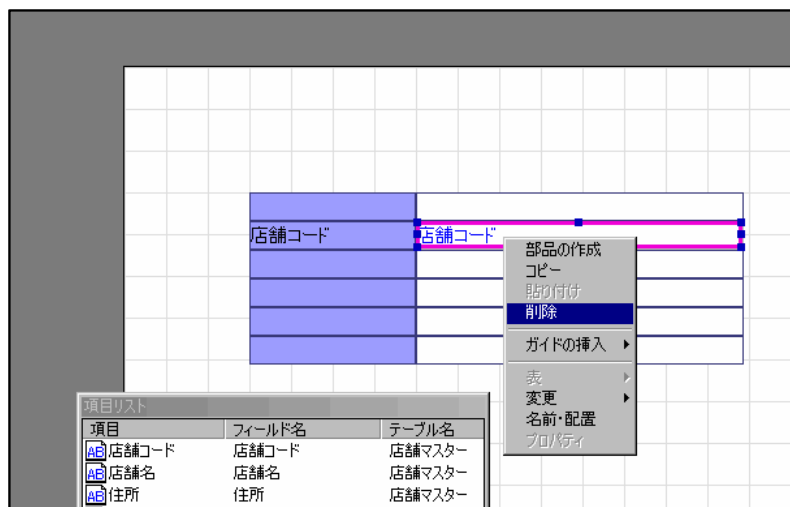 店舗コード 店舗コード
部品の作成
コピー
貼り付け
削除
ガイドの挿入
表
変更
名前・配置
プロパティ
項目リスト
項目 フィールド名 テーブル名
AB 店舗コード 店舗コード 店舗マスター
AB 店舗名 店舗名 店舗マスター
AB 住所 住所 店舗マスター